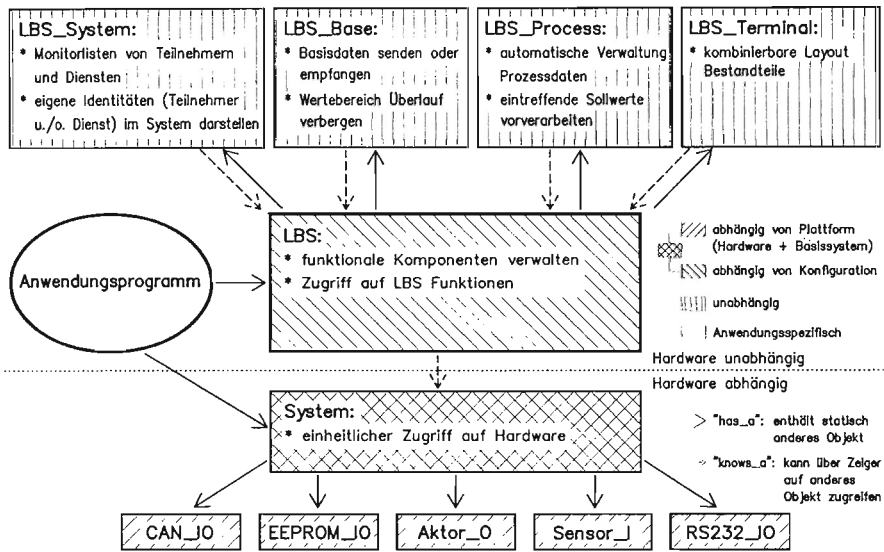 LBS_System:
* Monitorlisten von Teilnehmern
und Diensten
* eigene Identitäten (Teilnehmer
u./o. Dienst) im System darstellen
LBS_Base:
* Basisdaten senden oder
empfangen
* Wertebereich Überlauf
verbergen
LBS_Process:
* automatische Verwaltung
Prozessdaten
* eintreffende Sollwerte
vorverarbeiten
LBS_Terminal:
* kombinierbare Layout
Bestandteile
Anwendungsprogramm
LBS:
* funktionale Komponenten verwalten
* Zugriff auf LBS Funktionen
abhängig von Plattform
(Hardware + Basissystem)
abhängig von Konfiguration
unabhängig
Anwendungsspezifisch
Hardware unabhängig
Hardware abhängig
System:
* einheitlicher Zugriff auf Hardware
"has_a": enthält statisch
anderes Objekt
"knows_a": kann über Zeiger
auf anderes
Objekt zugreifen
CAN_IO
EEPROM_IO
Aktor_O
Sensor_I
RS232_IO